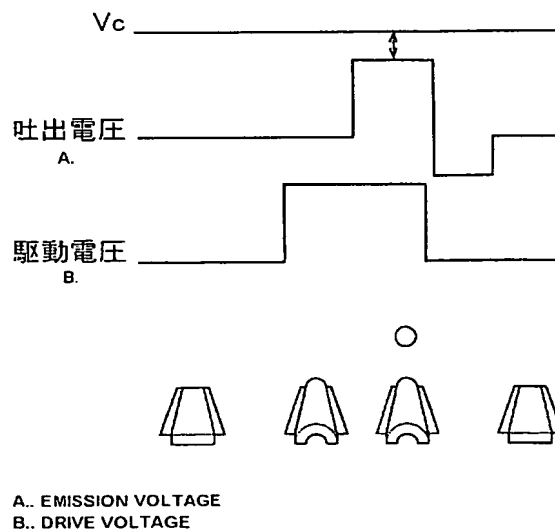 Vc
吐出電圧
A.
駆動電圧
B.
A.. EMISSION VOLTAGE
B.. DRIVE VOLTAGE